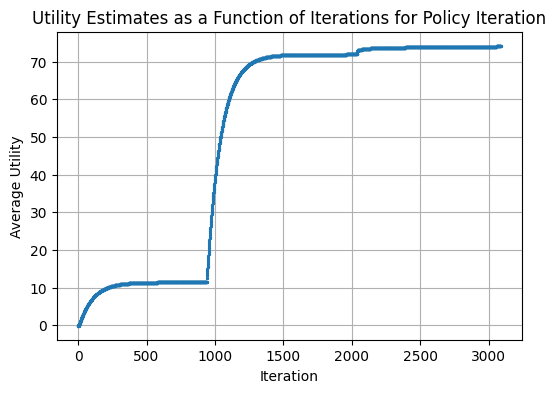 Utility Estimates as a Function of Iterations for Policy Iteration
70
60
50
40
30
20
10
0
Average Utility
0 500 1000 1500 2000 2500 3000
Iteration